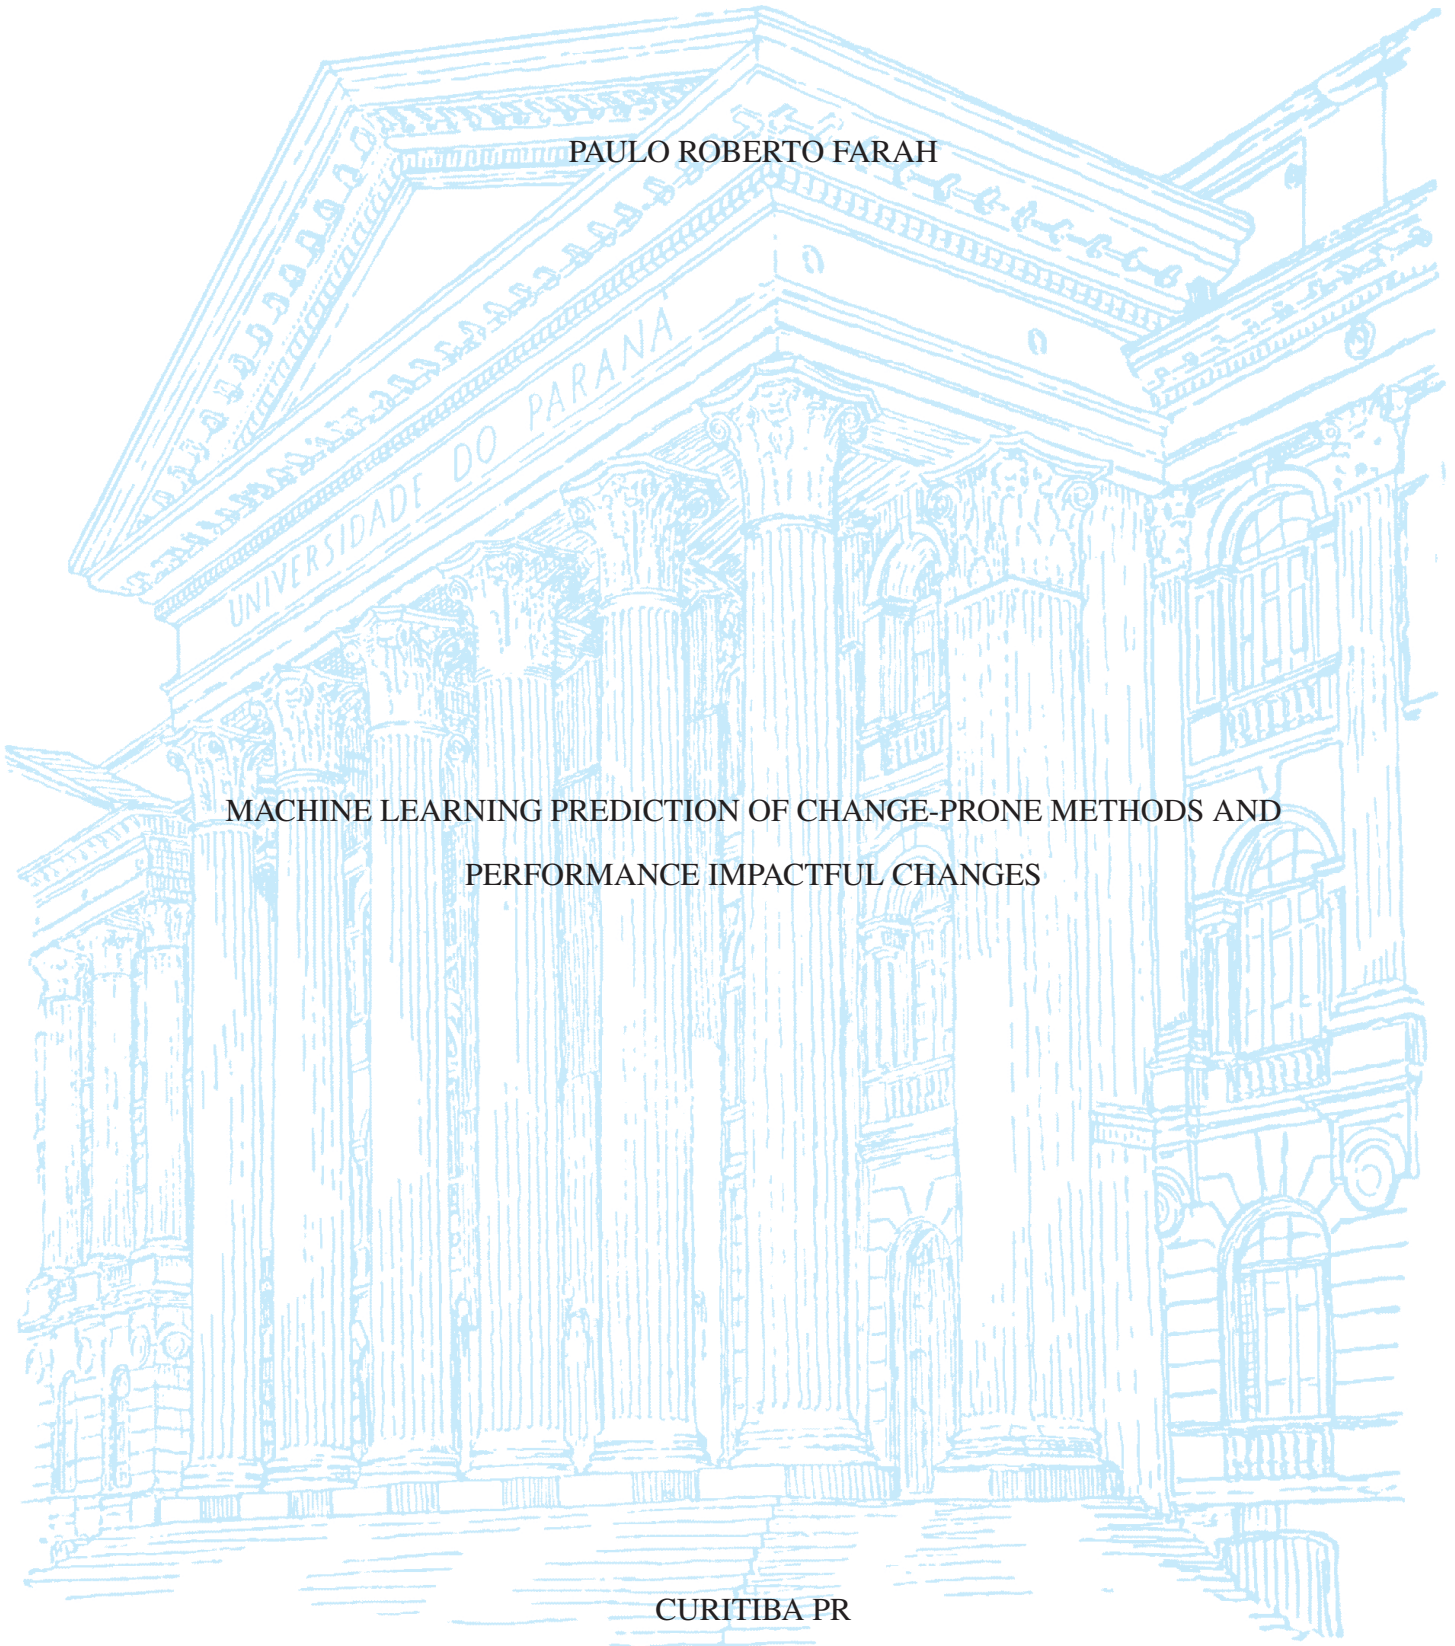 PAULO ROBERTO FARAH
UNIVERSIDADE DO PARANÁ
MACHINE LEARNING PREDICTION OF CHANGE-PRONE METHODS AND
PERFORMANCE IMPACTFUL CHANGES
CURITIBA PR